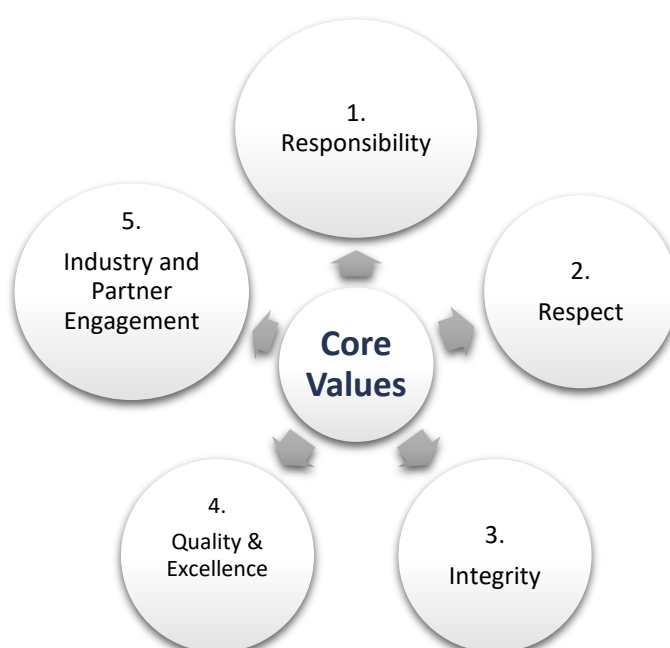 1.
Responsibility
2.
Respect
3.
Integrity
4.
Quality &
Excellence
5.
Industry and
Partner
Engagement
Core
Values